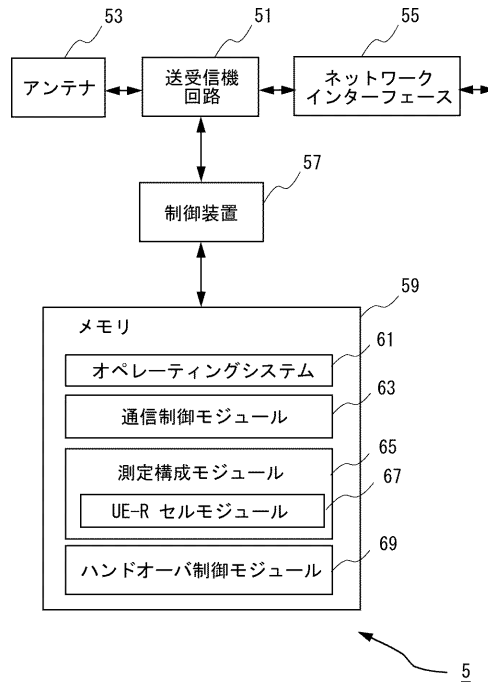 53
51
55
アンテナ
送受信機
回路
ネットワーク
インターフェース
57
制御装置
59
メモリ
61
オペレーティングシステム
63
通信制御モジュール
65
測定構成モジュール
67
UE-R セルモジュール
69
ハンドオーバ制御モジュール
5